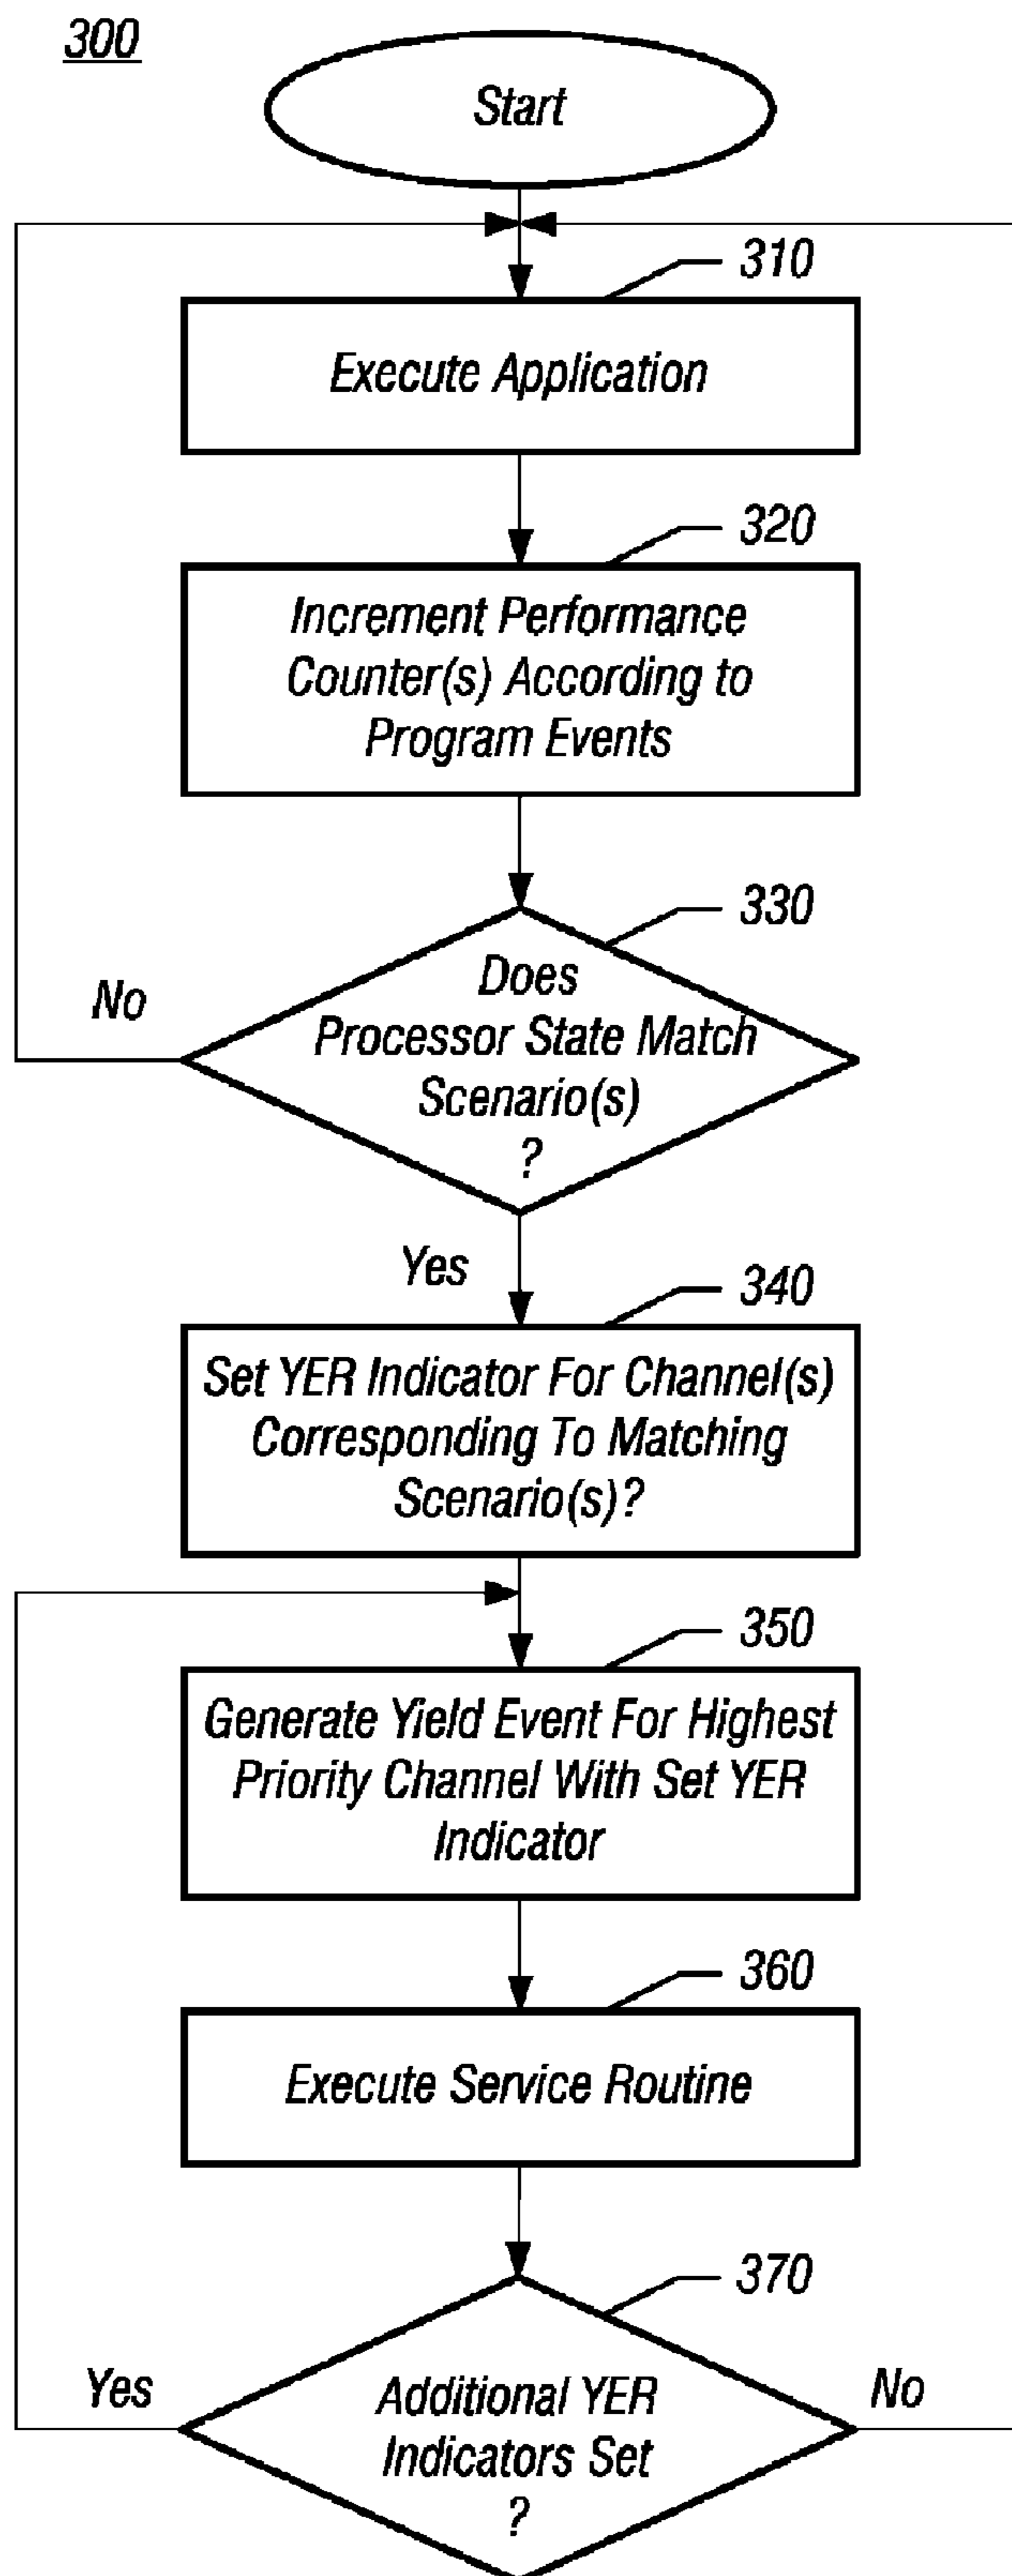 300
Start
310
Execute Application
320
Increment Performance
Counter(s) According to
Program Events
330
Does
Processor State Match
Scenario(s)
?
No
Yes
340
Set YER Indicator For Channel(s)
Corresponding To Matching
Scenario(s)?
350
Generate Yield Event For Highest
Priority Channel With Set YER
Indicator
360
Execute Service Routine
370
Additional YER
Indicators Set
?
Yes
No